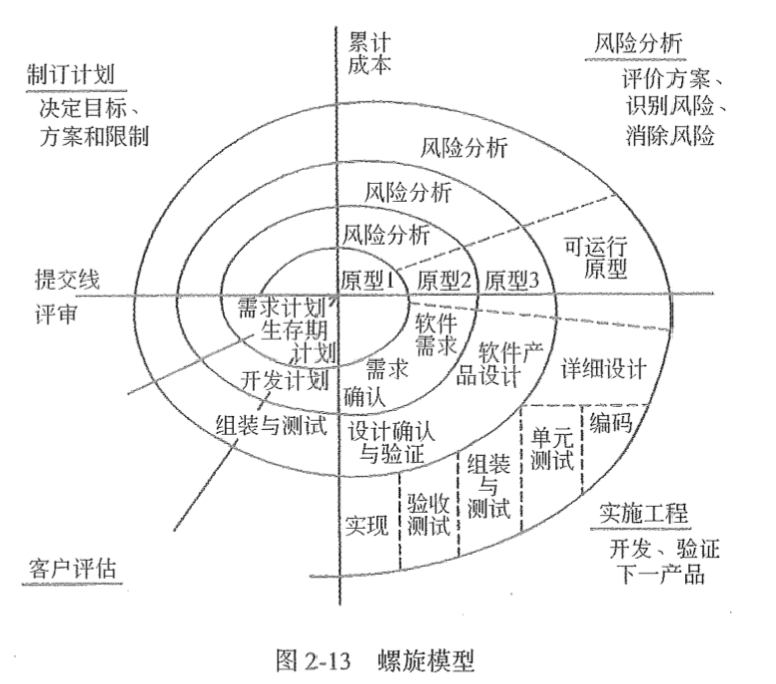 累计
成本
风险分析
评价方案、
识别风险、
消除风险
制订计划
决定目标、
方案和限制
风险分析
风险分析
风险分析
可运行
原型
提交线
原型1
原型2
原型3
评审
需求计划
生存期
计划
软件
需求
软件产
品设计
详细设计
开发计划
需求
确认
组装与测试
设计确认
与验证
组装
与
测试
单元
测试
编码
实现
验收
测试
实施工程
开发、验证
下一产品
客户评估
图 2-13 螺旋模型